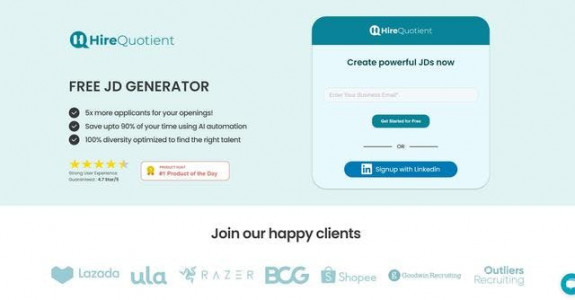 HireQuotient
FREE JD GENERATOR
5x more applicants for your openings!
Save upto 90% of your time using AI automation
100% diversity optimized to find the right talent
Strong User Experience
Guaranteed - 4.7 Star/5
PRODUCT HUNT
#1 Product of the Day
HireQuotient
Create powerful JDs now
Enter Your Business Email*
Get Started for Free
OR
in Signup with LinkedIn
Join our happy clients
Lazada ula RAZER BCG Shopee Goodwin Recruiting Outliers
Recruiting